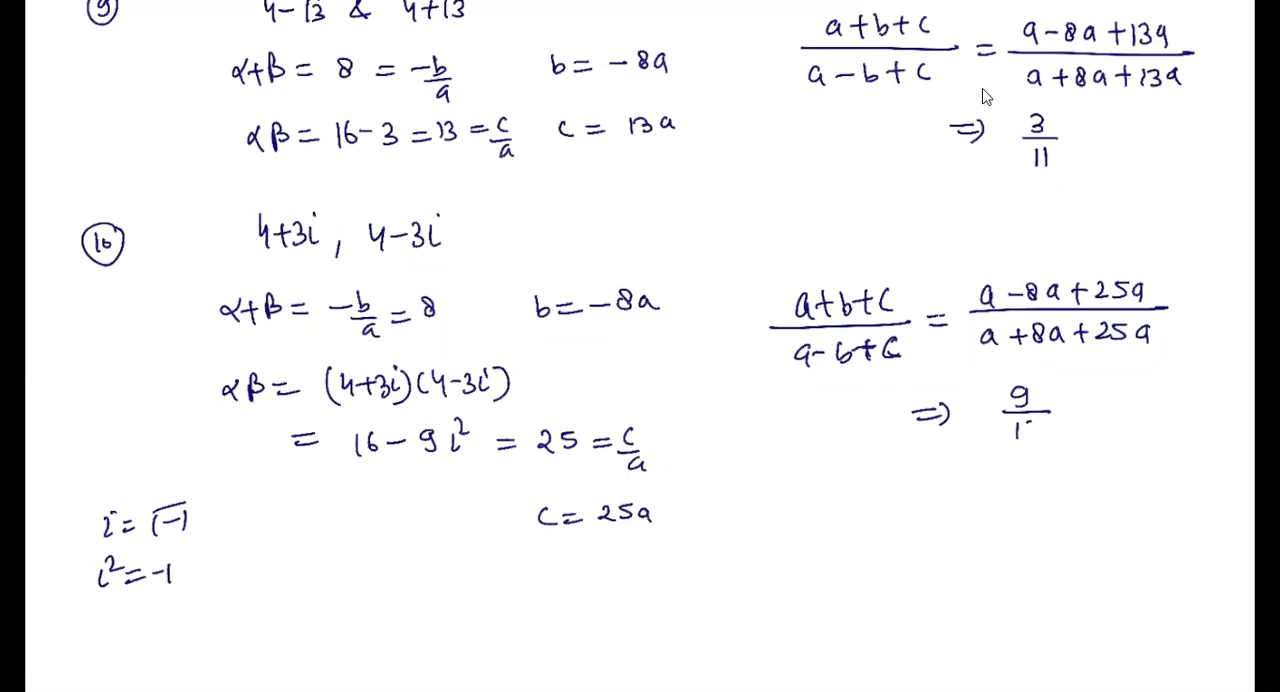 9 4-√3 & 4+√3
α+β = 8 = -b/a b = -8a
αβ = 16-3 = 13 = c/a c = 13a
(a+b+c)/(a-b+c) = (a-8a+13a)/(a+8a+13a)
⇒ 3/11
10 4+3i, 4-3i
α+β = -b/a = 8 b = -8a
αβ = (4+3i)(4-3i)
= 16-9i² = 25 = c/a
c = 25a
i = √-1
i² = -1
(a+b+c)/(a-b+c) = (a-8a+25a)/(a+8a+25a)
⇒ 9/1